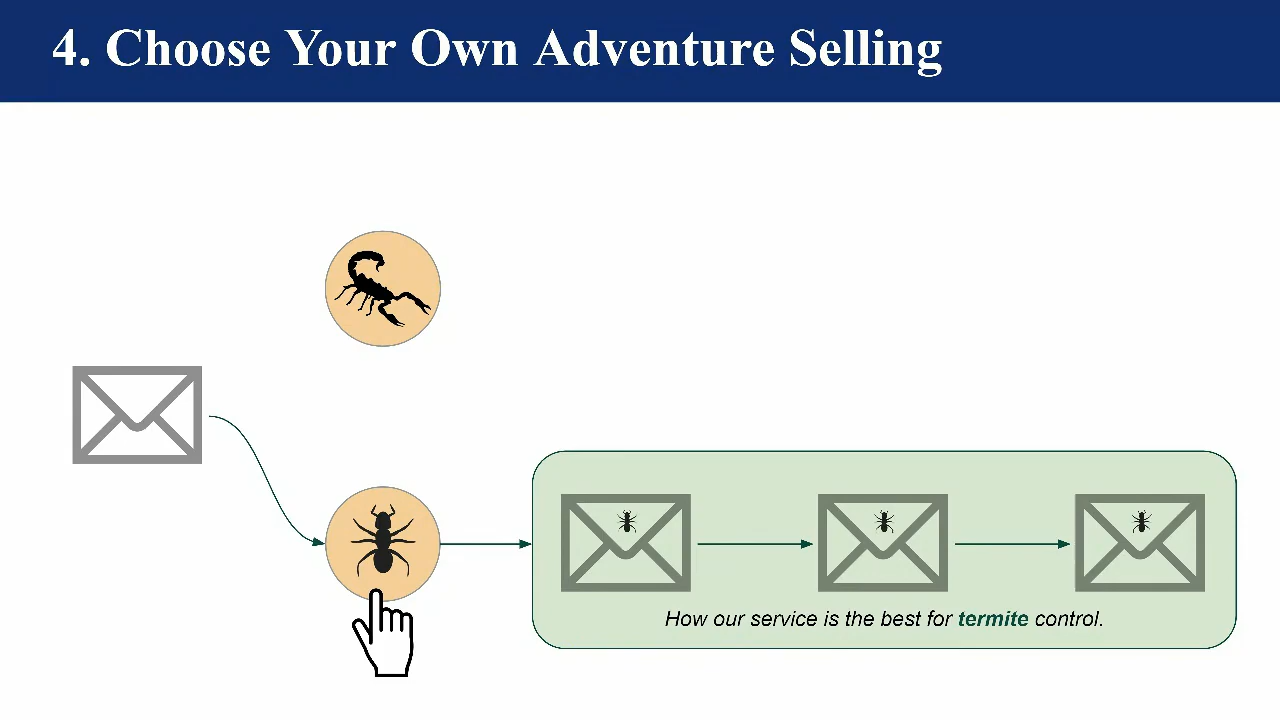 4. Choose Your Own Adventure Selling
How our service is the best for termite control.